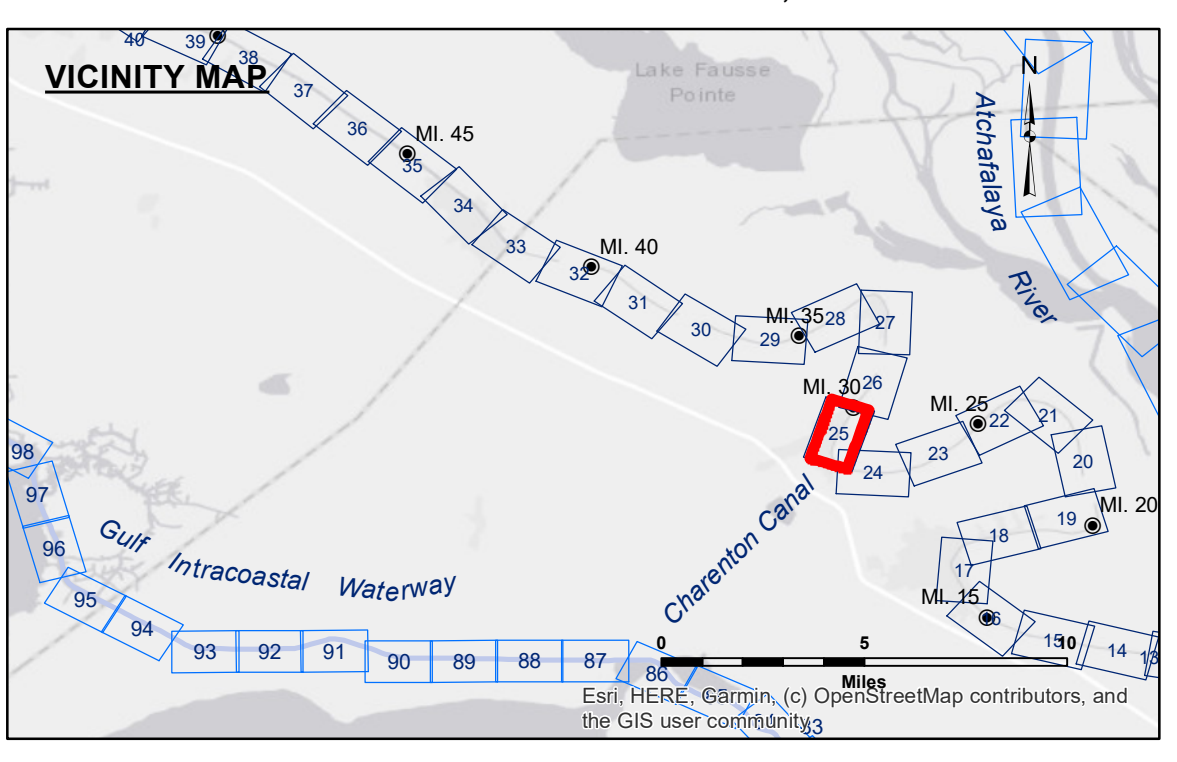 40
39
38
VICINITY MAP
37
36
MI. 45
35
34
33
MI. 40
32
31
30
MI. 35
29
28
27
Lake Fausse
Pointe
N
Atchafalaya
River
26
MI. 30
25
24
23
MI. 25
22
21
20
MI. 20
19
18
17
MI. 15
16
15
14
13
Charenton Canal
98
97
96
95
94
93
92
91
90
89
88
87
86
Gulf Intracoastal Waterway
0 5 10
Miles
Esri, HERE, Garmin, (c) OpenStreetMap contributors, and
the GIS user community
83